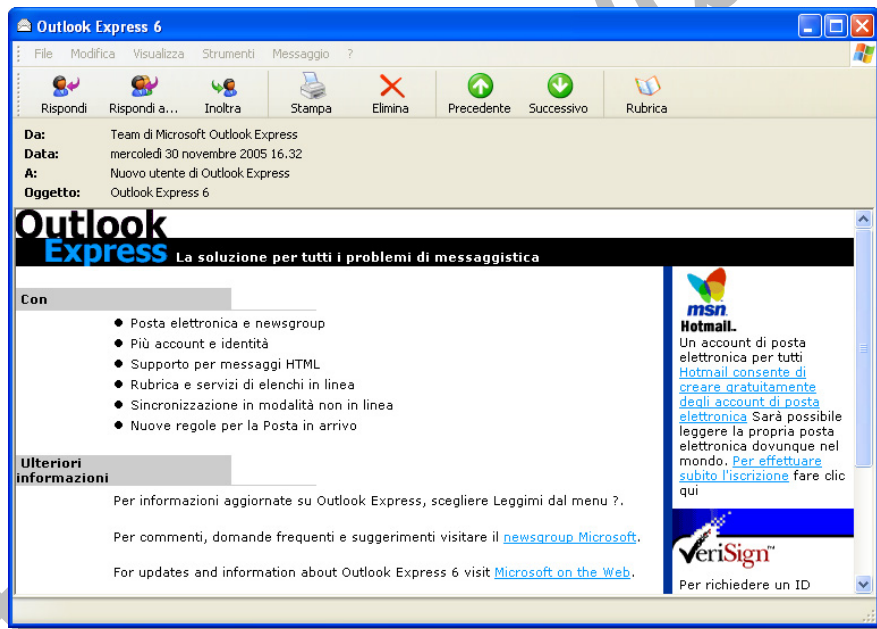 Outlook Express 6
File Modifica Visualizza Strumenti Messaggio ?
Rispondi Rispondi a... Inoltra Stampa Elimina Precedente Successivo Rubrica
Da: Team di Microsoft Outlook Express
Data: mercoledì 30 novembre 2005 16.32
A: Nuovo utente di Outlook Express
Oggetto: Outlook Express 6
Outlook
Express La soluzione per tutti i problemi di messaggistica
Con
Posta elettronica e newsgroup
Più account e identità
Supporto per messaggi HTML
Rubrica e servizi di elenchi in linea
Sincronizzazione in modalità non in linea
Nuove regole per la Posta in arrivo
Ulteriori
informazioni
Per informazioni aggiornate su Outlook Express, scegliere Leggimi dal menu ?.
Per commenti, domande frequenti e suggerimenti visitare il newsgroup Microsoft.
For updates and information about Outlook Express 6 visit Microsoft on the Web.
msn
Hotmail
Un account di posta
elettronica per tutti
Hotmail consente di
creare gratuitamente
degli account di posta
elettronica Sarà possibile
leggere la propria posta
elettronica dovunque nel
mondo. Per effettuare
subito l'iscrizione fare clic
qui
VeriSign™
Per richiedere un ID